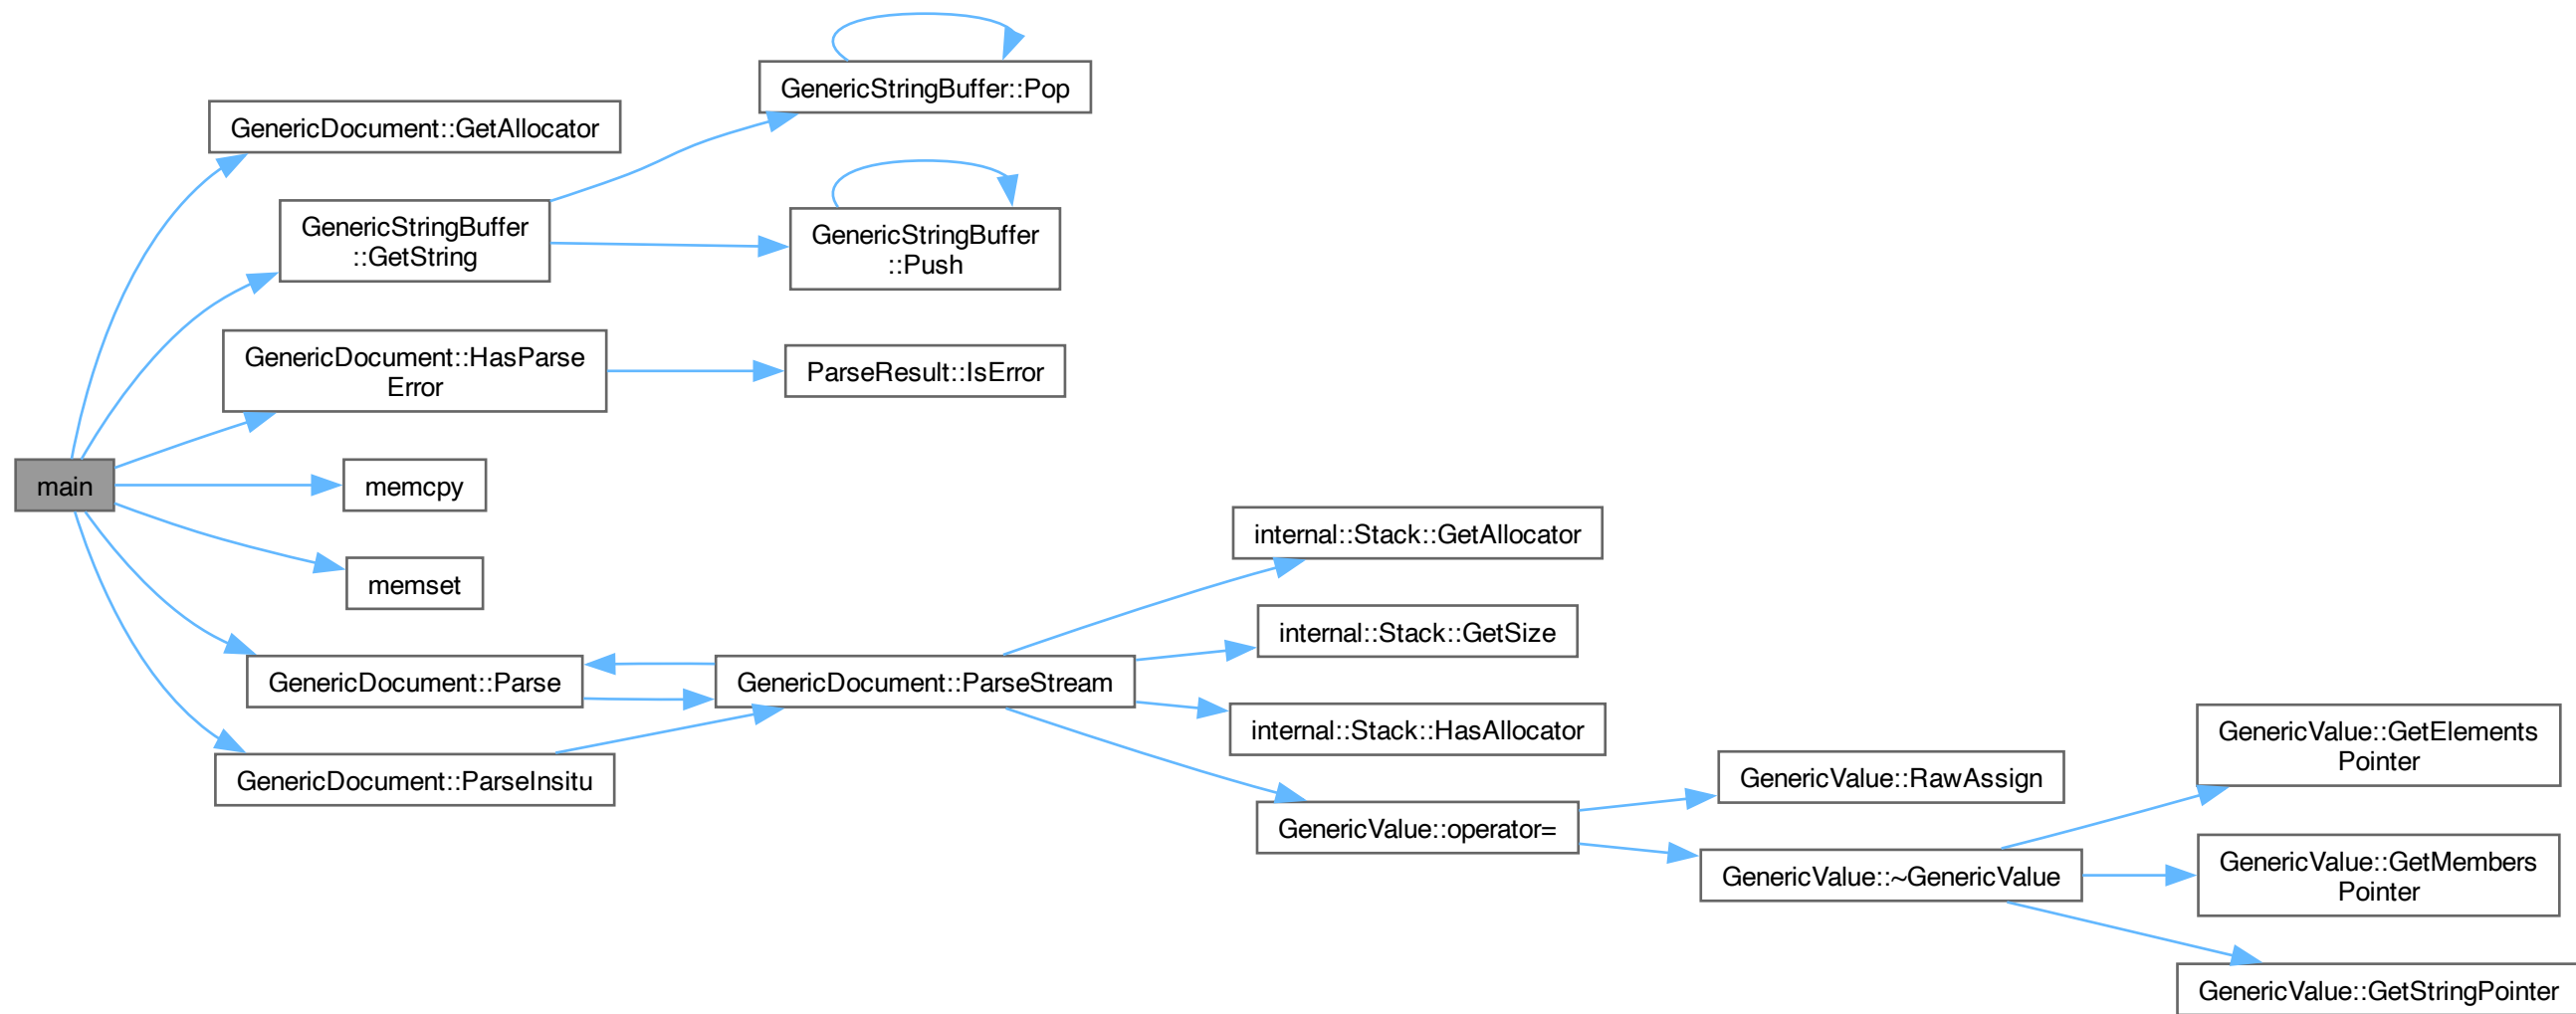 GenericStringBuffer::Pop
GenericDocument::GetAllocator
GenericStringBuffer
::GetString
GenericStringBuffer
::Push
GenericDocument::HasParse
Error
ParseResult::IsError
main
memcpy
memset
internal::Stack::GetAllocator
internal::Stack::GetSize
GenericDocument::Parse
GenericDocument::ParseStream
internal::Stack::HasAllocator
GenericDocument::ParseInsitu
GenericValue::operator=
GenericValue::RawAssign
GenericValue::~GenericValue
GenericValue::GetElements
Pointer
GenericValue::GetMembers
Pointer
GenericValue::GetStringPointer